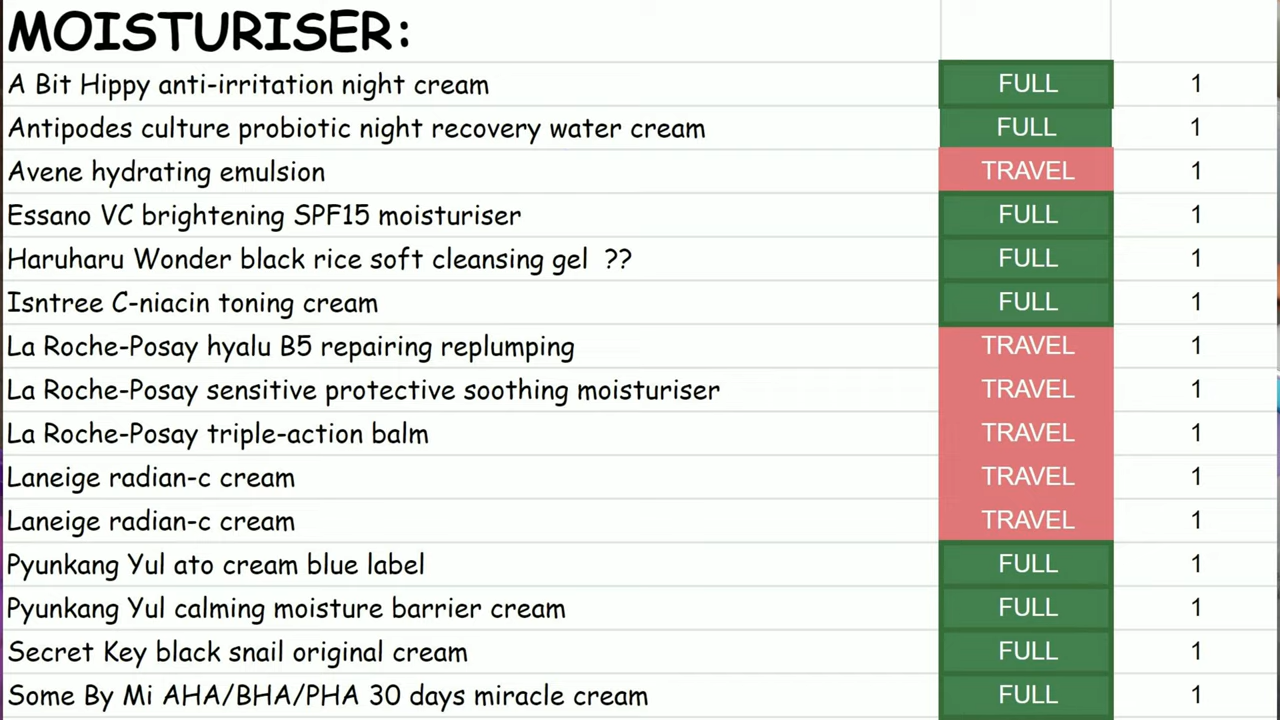 MOISTURISER:
A Bit Hippy anti-irritation night cream FULL 1
Antipodes culture probiotic night recovery water cream FULL 1
Avene hydrating emulsion TRAVEL 1
Essano VC brightening SPF15 moisturiser FULL 1
Haruharu Wonder black rice soft cleansing gel ?? FULL 1
Isntree C-niacin toning cream FULL 1
La Roche-Posay hyalu B5 repairing replumping TRAVEL 1
La Roche-Posay sensitive protective soothing moisturiser TRAVEL 1
La Roche-Posay triple-action balm TRAVEL 1
Laneige radian-c cream TRAVEL 1
Laneige radian-c cream TRAVEL 1
Pyunkang Yul ato cream blue label FULL 1
Pyunkang Yul calming moisture barrier cream FULL 1
Secret Key black snail original cream FULL 1
Some By Mi AHA/BHA/PHA 30 days miracle cream FULL 1